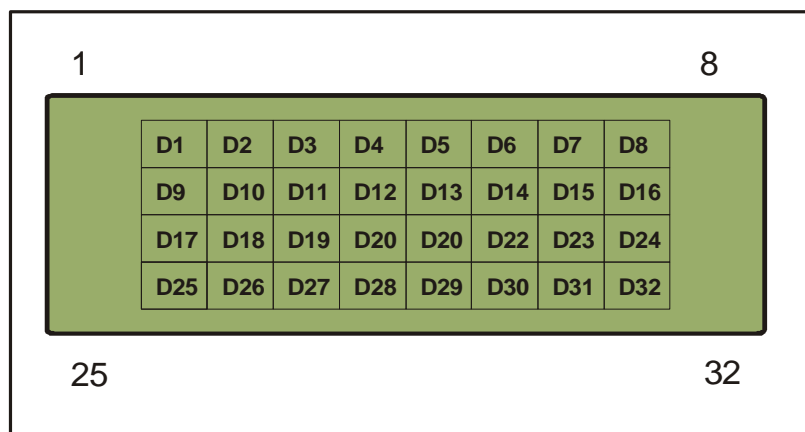 1 8
D1 D2 D3 D4 D5 D6 D7 D8
D9 D10 D11 D12 D13 D14 D15 D16
D17 D18 D19 D20 D20 D22 D23 D24
D25 D26 D27 D28 D29 D30 D31 D32
25 32